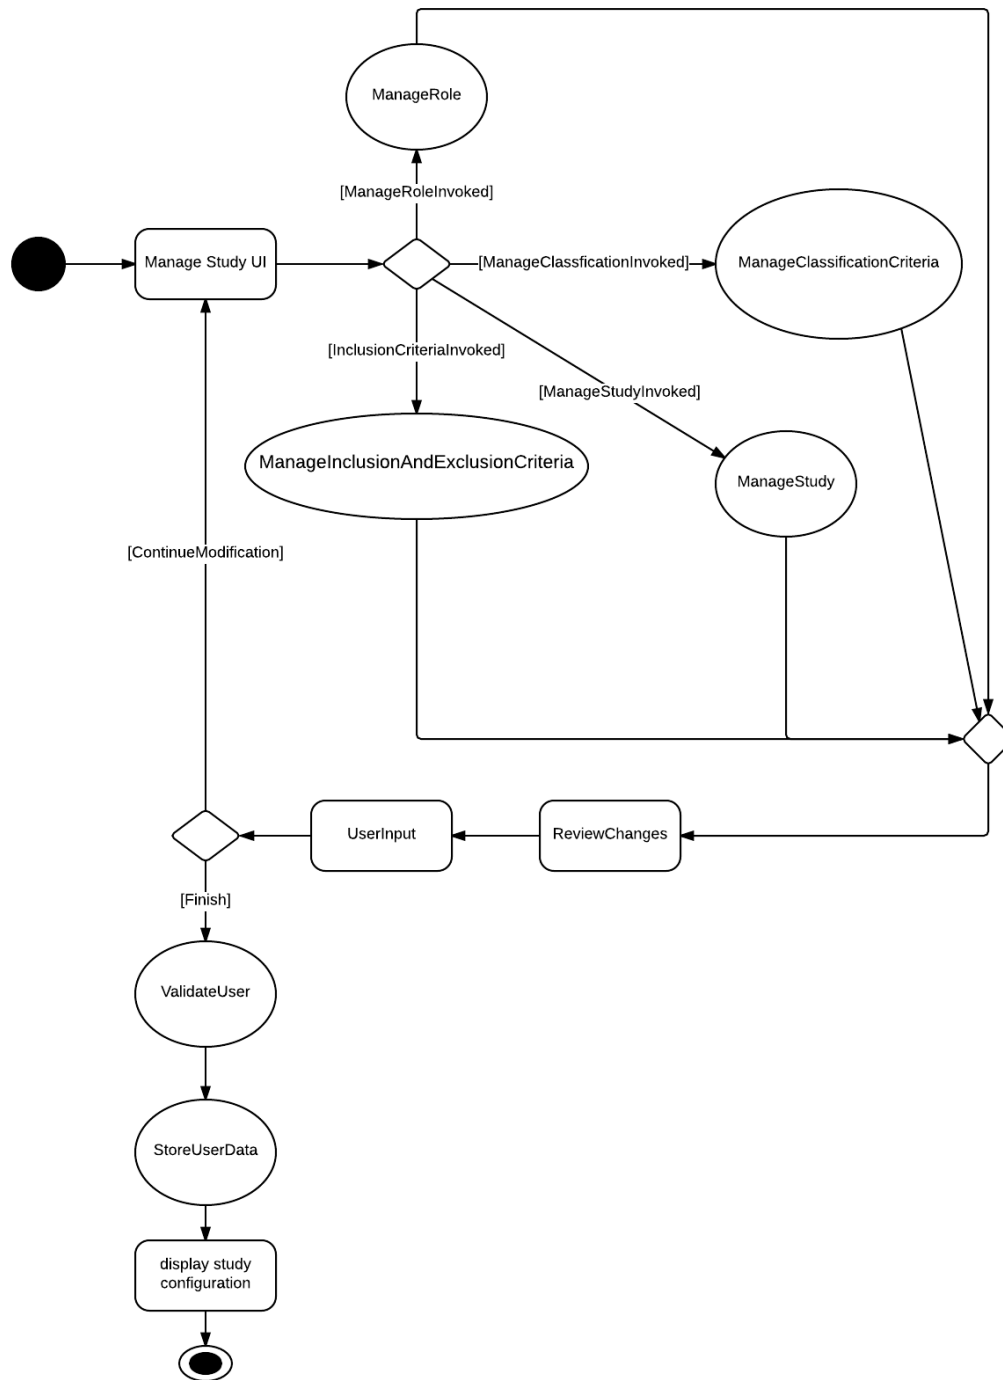 ManageRole
[ManageRoleInvoked]
Manage Study UI
[ManageClassficationInvoked]
ManageClassificationCriteria
[InclusionCriteriaInvoked]
[ManageStudyInvoked]
ManageInclusionAndExclusionCriteria
ManageStudy
[ContinueModification]
UserInput
ReviewChanges
[Finish]
ValidateUser
StoreUserData
display study
configuration